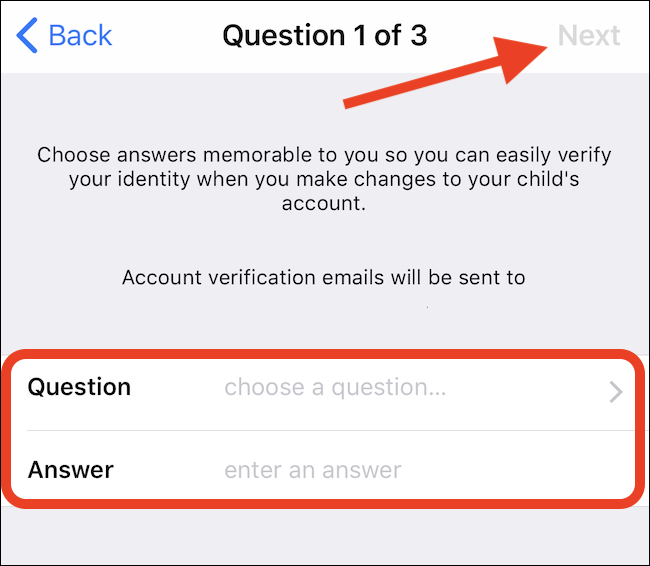 Back
Question 1 of 3
Next
Choose answers memorable to you so you can easily verify
your identity when you make changes to your child's
account.
Account verification emails will be sent to
Question
choose a question...
Answer
enter an answer